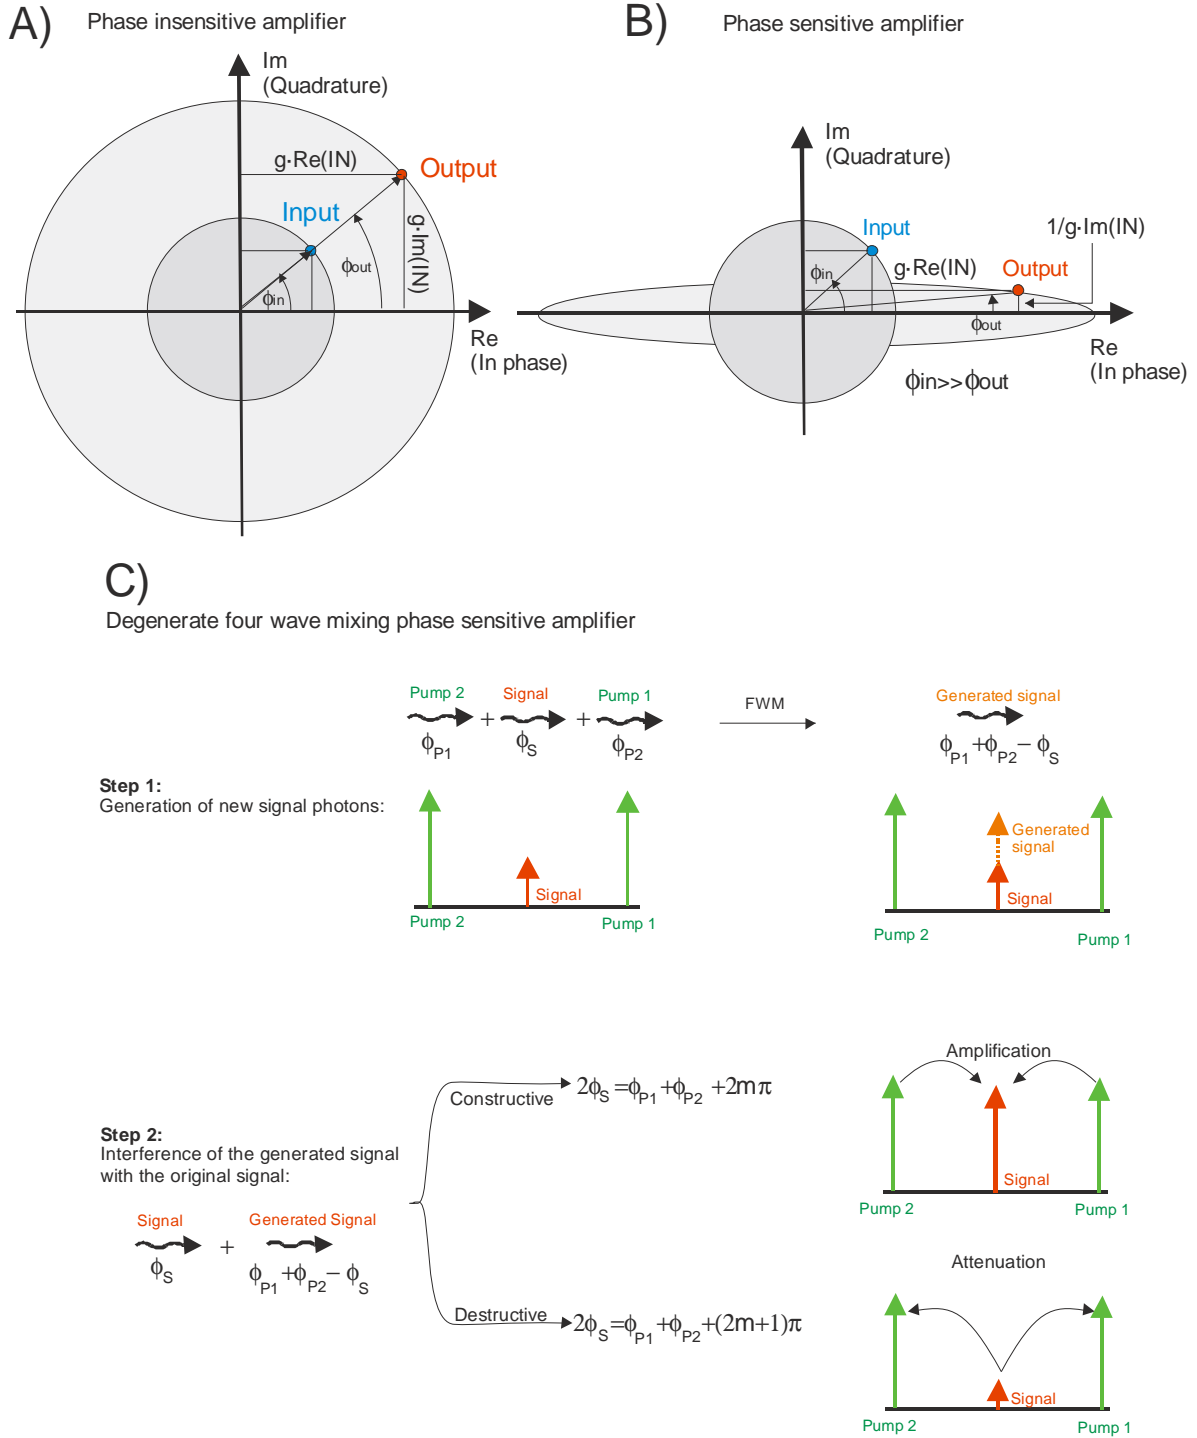 A)
Phase insensitive amplifier
Im
(Quadrature)
g·Re(IN)
Output
Input
g·Im(IN)
ϕout
ϕin
Re
(In phase)
B)
Phase sensitive amplifier
Im
(Quadrature)
Input
1/g·Im(IN)
g·Re(IN)
Output
ϕin
ϕout
Re
(In phase)
ϕin>>ϕout
C)
Degenerate four wave mixing phase sensitive amplifier
Pump 2 Signal Pump 1
+ +
FWM
Generated signal
ϕP1 ϕS ϕP2
ϕP1+ϕP2− ϕS
Step 1:
Generation of new signal photons:
Signal
Pump 2 Pump 1
Generated
signal
Signal
Pump 2 Pump 1
Step 2:
Interference of the generated signal
with the original signal:
Signal Generated Signal
+
ϕS ϕP1+ϕP2− ϕS
Constructive
2ϕS=ϕP1+ϕP2 +2mπ
Amplification
Signal
Pump 2 Pump 1
Destructive
2ϕS=ϕP1+ϕP2+(2m+1)π
Attenuation
Signal
Pump 2 Pump 1